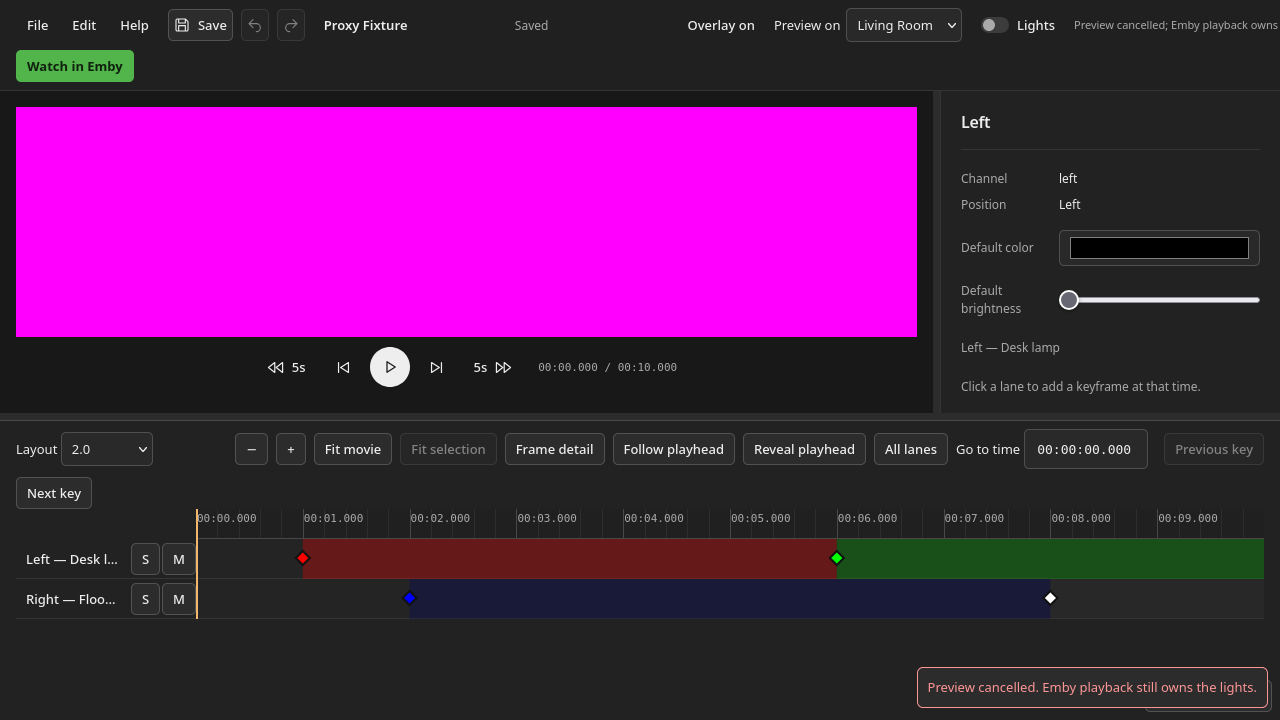 File Edit Help Save Proxy Fixture Saved Overlay on Preview on Living Room Lights Preview cancelled; Emby playback owns
Watch in Emby
Left
Channel left
Position Left
Default color
Default
brightness
Left — Desk lamp
Click a lane to add a keyframe at that time.
5s 5s 00:00.000 / 00:10.000
Layout 2.0 − + Fit movie Fit selection Frame detail Follow playhead Reveal playhead All lanes Go to time 00:00:00.000 Previous key
Next key
00:00.000 00:01.000 00:02.000 00:03.000 00:04.000 00:05.000 00:06.000 00:07.000 00:08.000 00:09.000
Left — Desk l... S M
Right — Floo... S M
Preview cancelled. Emby playback still owns the lights.